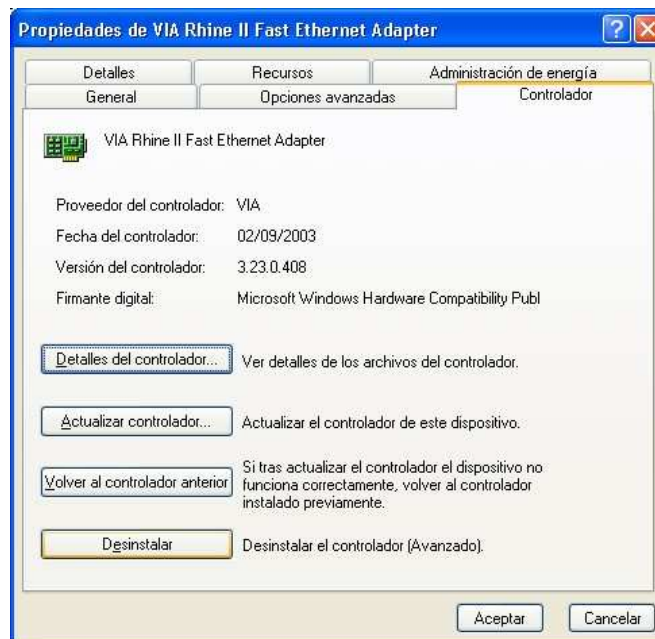 Propiedades de VIA Rhine II Fast Ethernet Adapter
Detalles Recursos Administración de energía
General Opciones avanzadas Controlador
VIA Rhine II Fast Ethernet Adapter
Proveedor del controlador: VIA
Fecha del controlador: 02/09/2003
Versión del controlador: 3.23.0.408
Firmante digital: Microsoft Windows Hardware Compatibility Publ
Detalles del controlador... Ver detalles de los archivos del controlador.
Actualizar controlador... Actualizar el controlador de este dispositivo.
Volver al controlador anterior
Si tras actualizar el controlador el dispositivo no
funciona correctamente, volver al controlador
instalado previamente.
Desinstalar Desinstalar el controlador (Avanzado).
Aceptar Cancelar